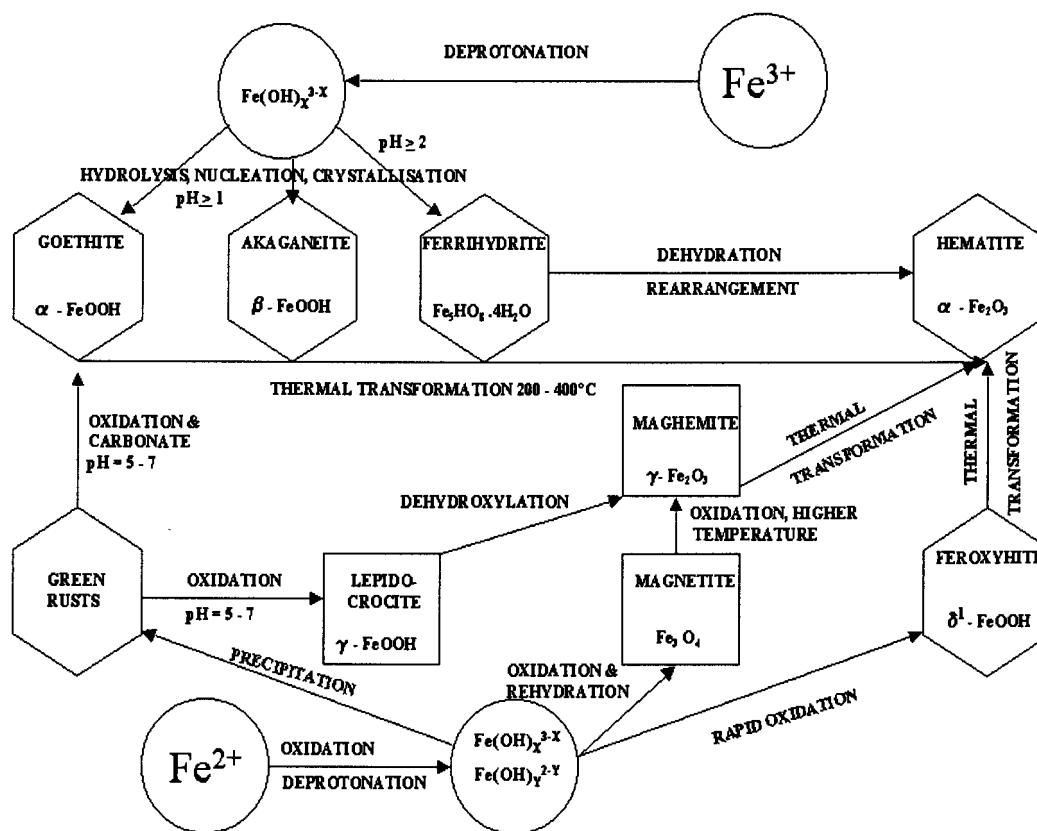 DEPROTONATION
Fe³⁺
Fe(OH)ₓ³⁻ˣ
pH ≥ 2
HYDROLYSIS, NUCLEATION, CRYSTALLISATION
pH ≥ 1
GOETHITE
α - FeOOH
AKAGANEITE
β - FeOOH
FERRIHYDRITE
Fe₅HO₈.4H₂O
DEHYDRATION
REARRANGEMENT
HEMATITE
α - Fe₂O₃
THERMAL TRANSFORMATION 200 - 400°C
OXIDATION &
CARBONATE
pH = 5 - 7
MAGHEMITE
γ- Fe₂O₃
THERMAL
TRANSFORMATION
THERMAL
TRANSFORMATION
DEHYDROXYLATION
OXIDATION, HIGHER
TEMPERATURE
GREEN
RUSTS
OXIDATION
pH = 5 - 7
LEPIDO-
CROCITE
γ - FeOOH
MAGNETITE
Fe₃ O₄
FEROXYHITE
δ¹ - FeOOH
PRECIPITATION
OXIDATION &
REHYDRATION
RAPID OXIDATION
Fe²⁺
OXIDATION
DEPROTONATION
Fe(OH)ₓ³⁻ˣ
Fe(OH)Y²⁻Y